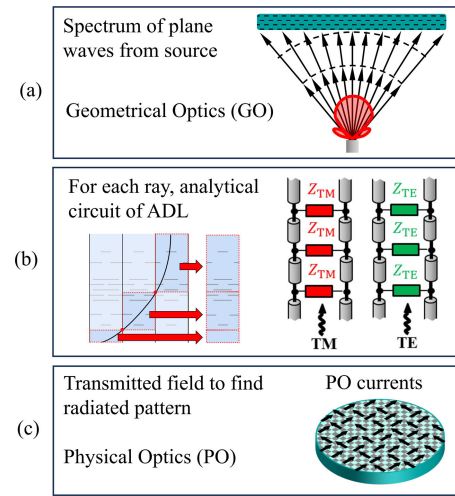 (a)
Spectrum of plane
waves from source
Geometrical Optics (GO)
(b)
For each ray, analytical
circuit of ADL
Z_TM
Z_TM
Z_TM
TM
Z_TE
Z_TE
Z_TE
TE
(c)
Transmitted field to find
radiated pattern
Physical Optics (PO)
PO currents